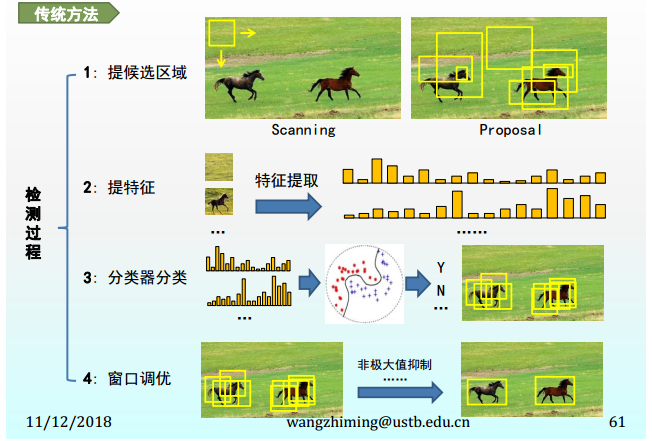 传统方法
检测过程
1：提候选区域
Scanning
Proposal
2：提特征
…
特征提取
……
3：分类器分类
…
Y
N
…
4：窗口调优
非极大值抑制
……
11/12/2018
wangzhiming@ustb.edu.cn
61